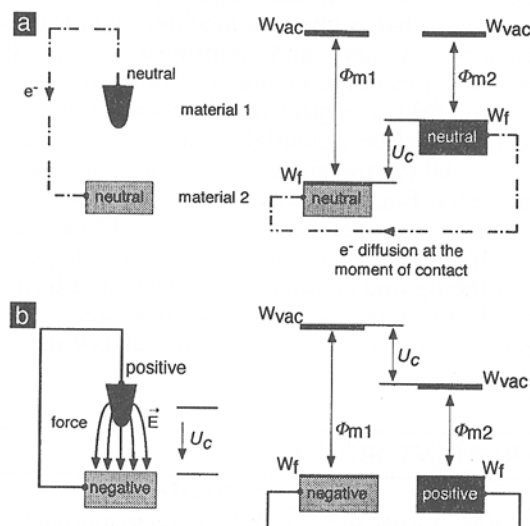 a
neutral
e⁻
material 1
neutral
material 2
Wvac
Wvac
Φm1
Φm2
Wf
neutral
Uc
Wf
neutral
e⁻ diffusion at the
moment of contact
b
positive
force
E⃗
Uc
negative
Wvac
Uc
Wvac
Φm1
Φm2
Wf
Wf
negative
positive